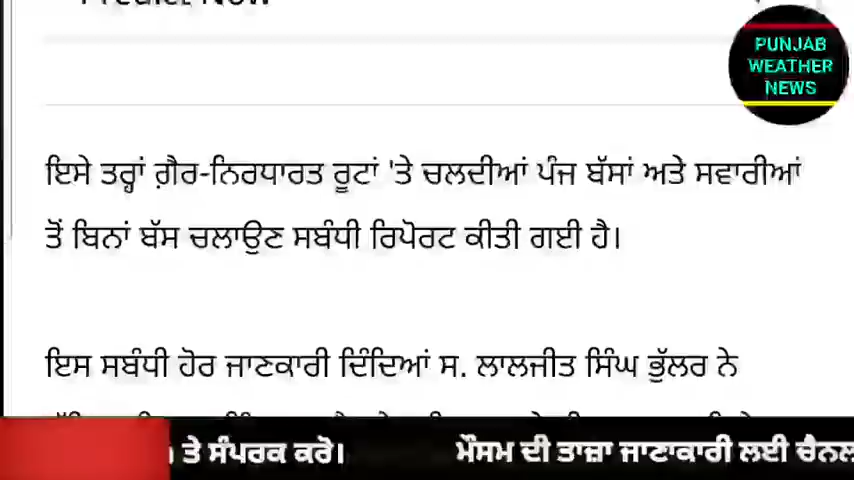 PUNJAB
WEATHER
NEWS
ਇਸੇ ਤਰ੍ਹਾਂ ਗ਼ੈਰ-ਨਿਰਧਾਰਤ ਰੂਟਾਂ 'ਤੇ ਚਲਦੀਆਂ ਪੰਜ ਬੱਸਾਂ ਅਤੇ ਸਵਾਰੀਆਂ
ਤੋਂ ਬਿਨਾਂ ਬੱਸ ਚਲਾਉਣ ਸਬੰਧੀ ਰਿਪੋਰਟ ਕੀਤੀ ਗਈ ਹੈ।
ਇਸ ਸਬੰਧੀ ਹੋਰ ਜਾਣਕਾਰੀ ਦਿੰਦਿਆਂ ਸ. ਲਾਲਜੀਤ ਸਿੰਘ ਭੁੱਲਰ ਨੇ
ਤੇ ਸੰਪਰਕ ਕਰੋ। ਮੌਸਮ ਦੀ ਤਾਜ਼ਾ ਜਾਣਾਕਾਰੀ ਲਈ ਚੈਨਲ